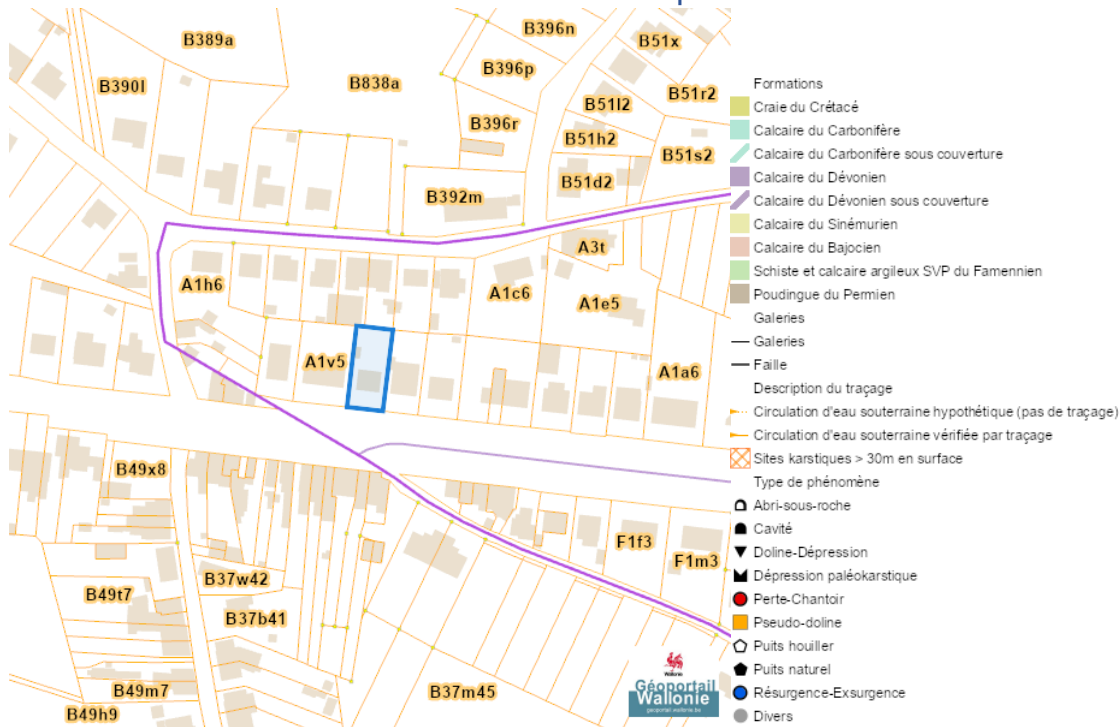 B389a
B396n
B51x
B396p
B390l
B838a
B51r2
B51l2
B396r
B51h2
B51s2
B51d2
B392m
A3t
A1h6
A1c6
A1e5
A1v5
A1a6
B49x8
F1f3
F1m3
B37w42
B49t7
B37b41
B49m7
B37m45
B49h9
Wallonie
Géoportail
Wallonie
geoportail.wallonie.be
Formations
Craie du Crétacé
Calcaire du Carbonifère
Calcaire du Carbonifère sous couverture
Calcaire du Dévonien
Calcaire du Dévonien sous couverture
Calcaire du Sinémurien
Calcaire du Bajocien
Schiste et calcaire argileux SVP du Famennien
Poudingue du Permien
Galeries
Galeries
Faille
Description du traçage
Circulation d'eau souterraine hypothétique (pas de traçage)
Circulation d'eau souterraine vérifiée par traçage
Sites karstiques > 30m en surface
Type de phénomène
Abri-sous-roche
Cavité
Doline-Dépression
Dépression paléokarstique
Perte-Chantoir
Pseudo-doline
Puits houiller
Puits naturel
Résurgence-Exsurgence
Divers